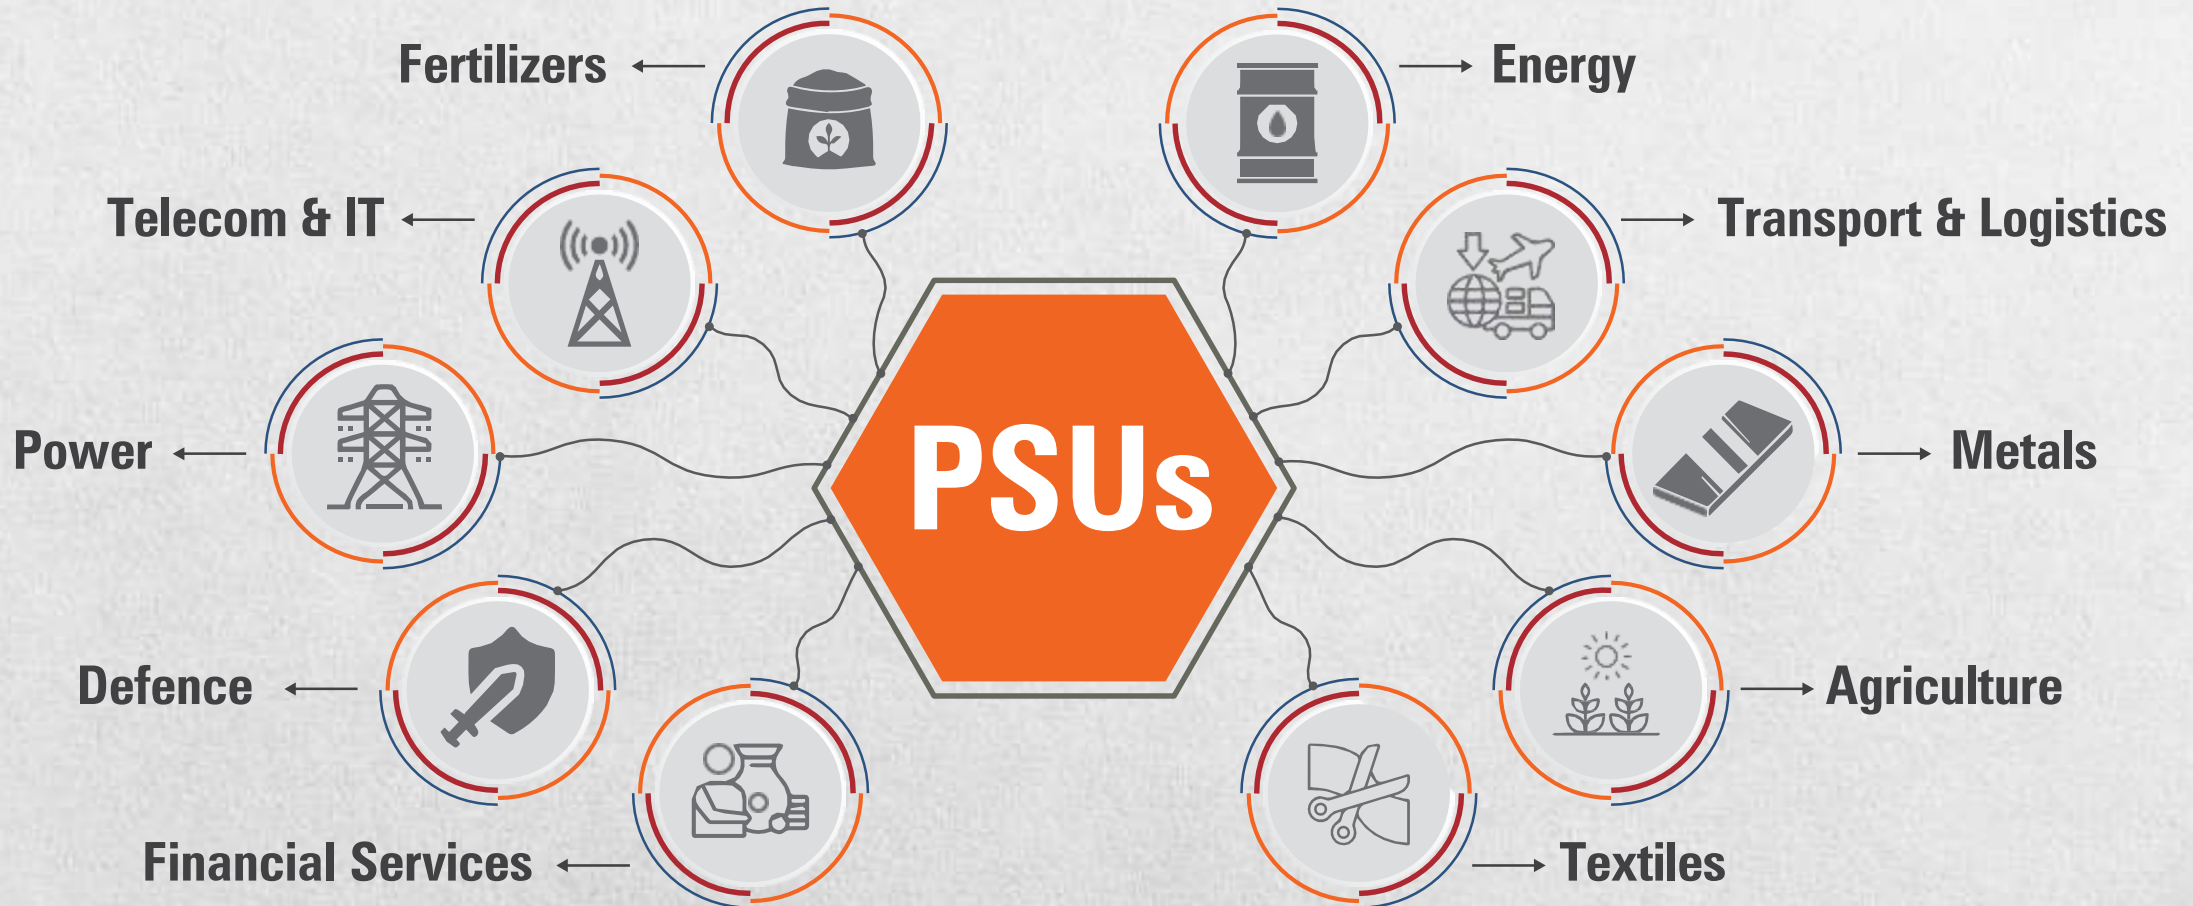 Fertilizers
Energy
Telecom & IT
Transport & Logistics
Power
PSUs
Metals
Defence
Agriculture
Financial Services
Textiles